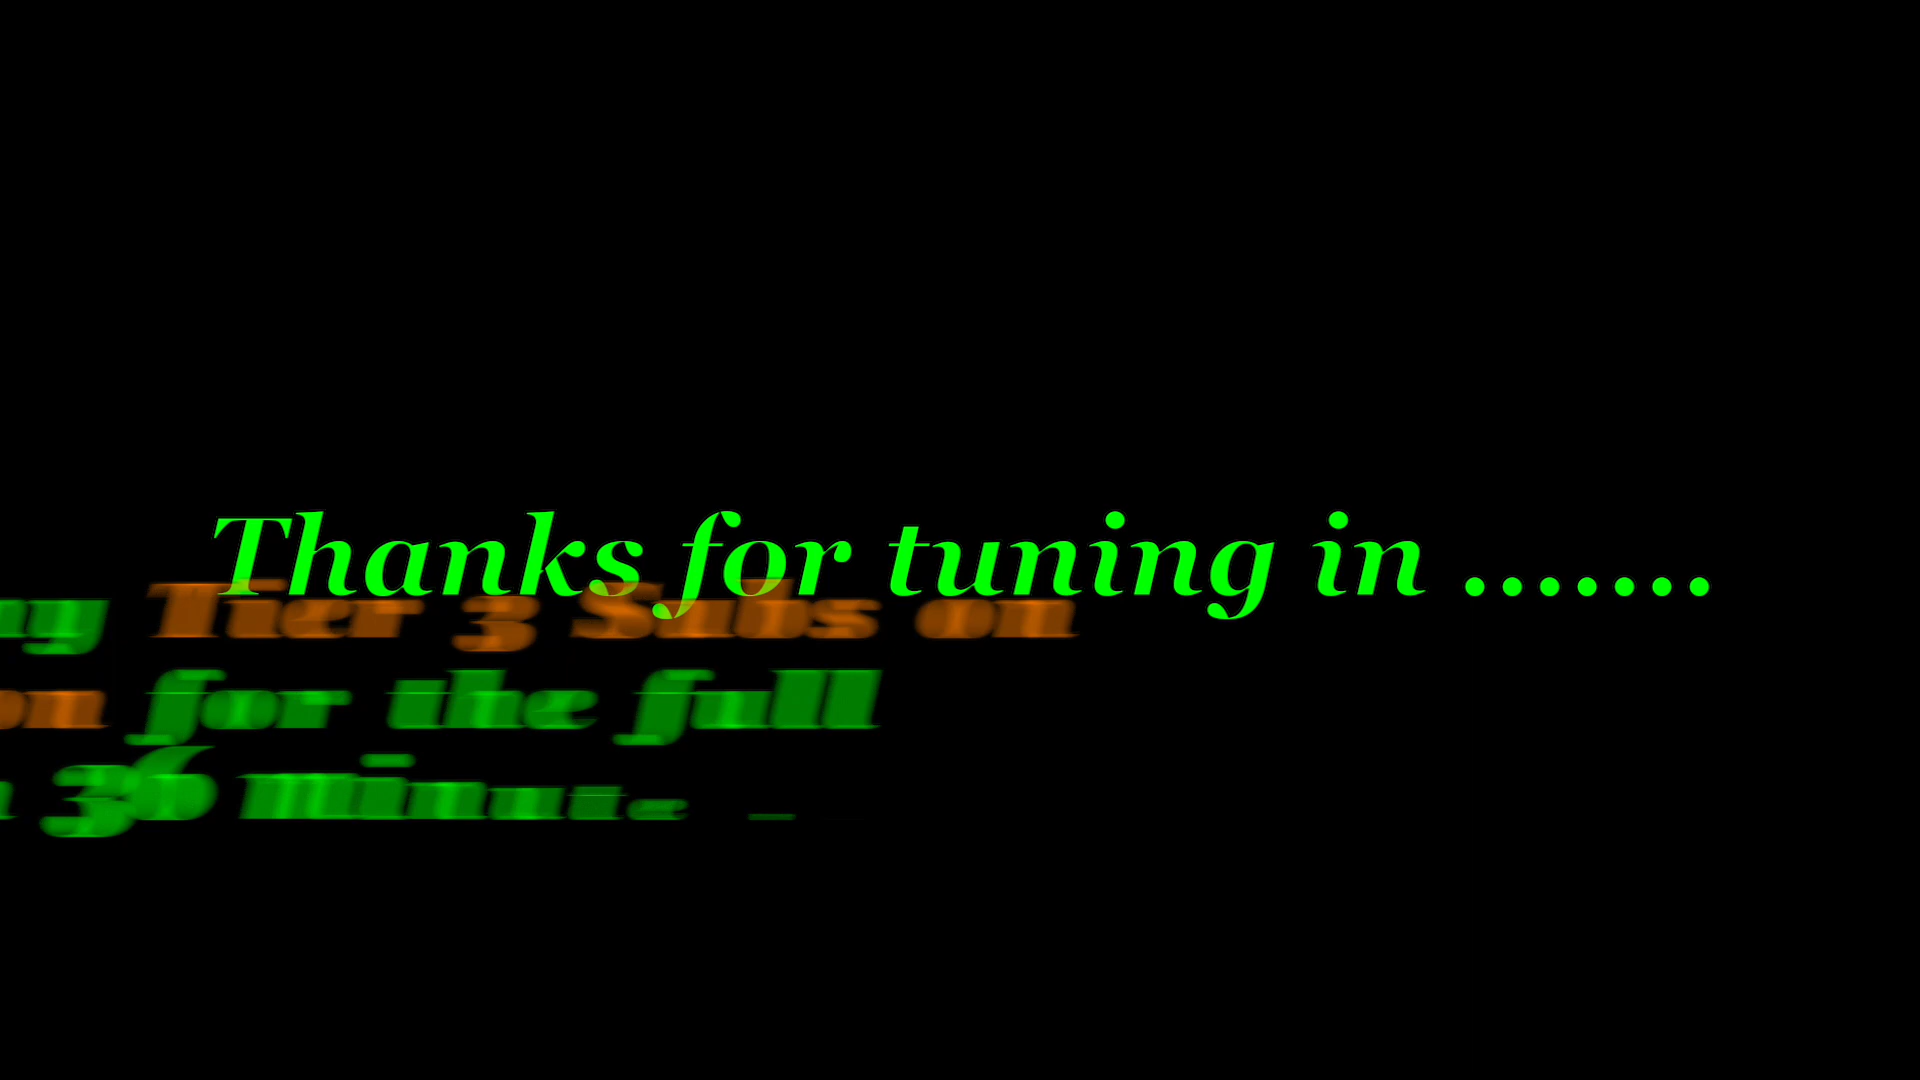 Thanks for tuning in .......
Tier 3 Subs on
for the full
36 minute